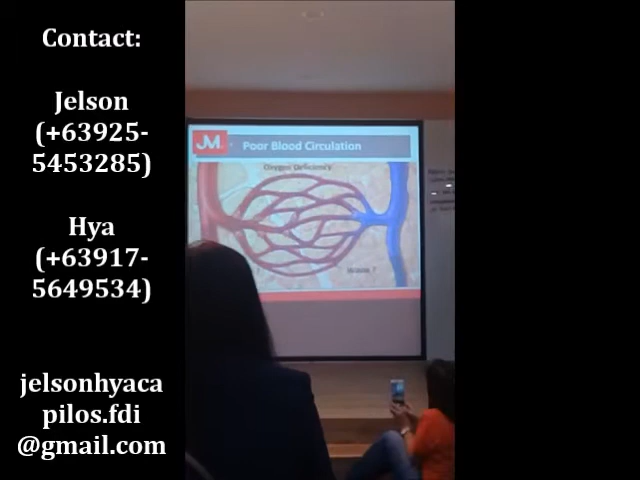 Contact:
Jelson
(+63925-
5453285)
Hya
(+63917-
5649534)
jelsonhyaca
pilos.fdi
@gmail.com
JM
Poor Blood Circulation
Oxygen Deficiency